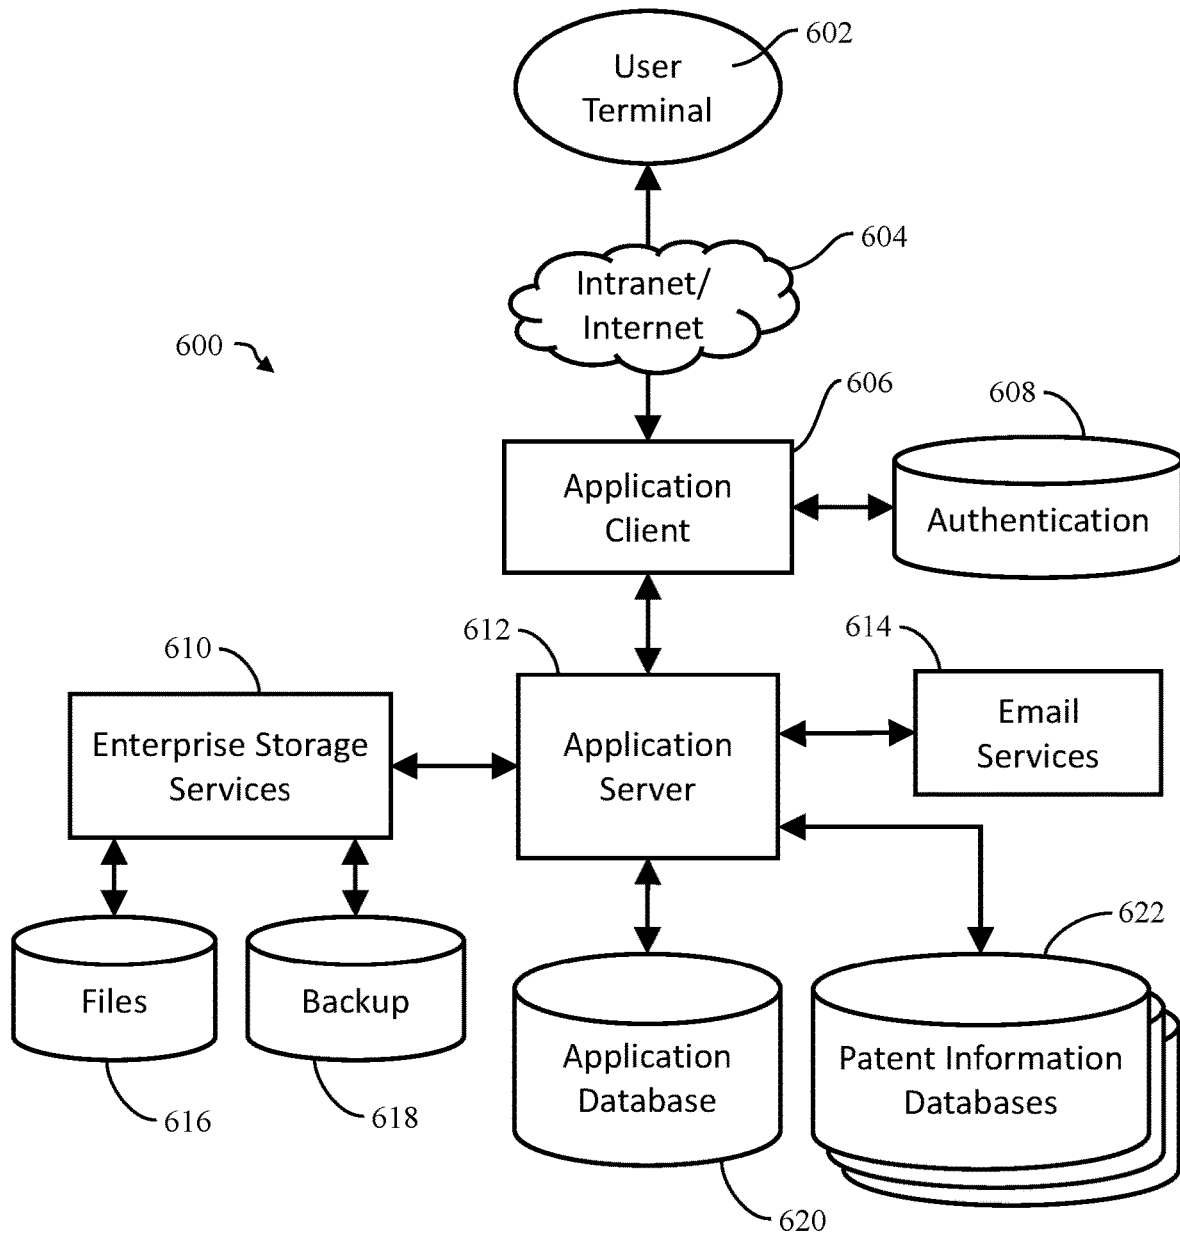 602
User
Terminal
604
Intranet/
Internet
600
606
608
Application
Client
Authentication
610
612
614
Enterprise Storage
Services
Application
Server
Email
Services
622
Files
Backup
Application
Database
Patent Information
Databases
616
618
620